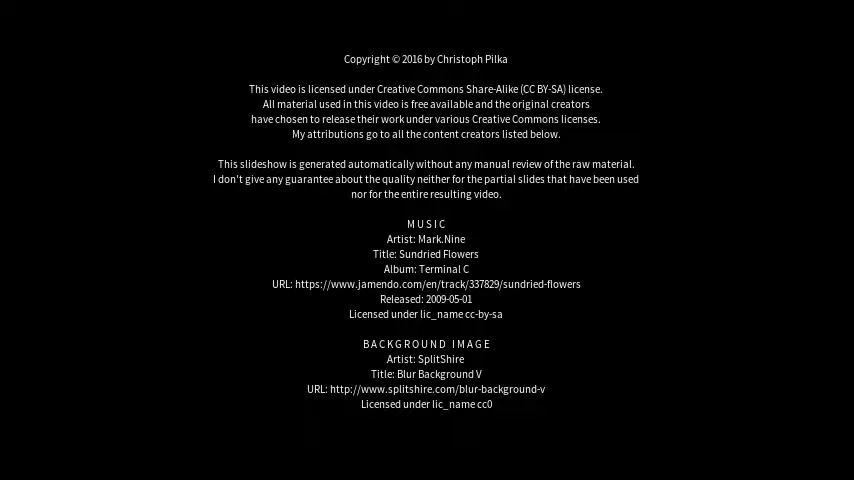 Copyright © 2016 by Christoph Pilka
This video is licensed under Creative Commons Share-Alike (CC BY-SA) license.
All material used in this video is free available and the original creators
have chosen to release their work under various Creative Commons licenses.
My attributions go to all the content creators listed below.
This slideshow is generated automatically without any manual review of the raw material.
I don't give any guarantee about the quality neither for the partial slides that have been used
nor for the entire resulting video.
MUSIC
Artist: Mark.Nine
Title: Sundried Flowers
Album: Terminal C
URL: https://www.jamendo.com/en/track/337829/sundried-flowers
Released: 2009-05-01
Licensed under lic_name cc-by-sa
BACKGROUND IMAGE
Artist: SplitShire
Title: Blur Background V
URL: http://www.splitshire.com/blur-background-v
Licensed under lic_name cc0